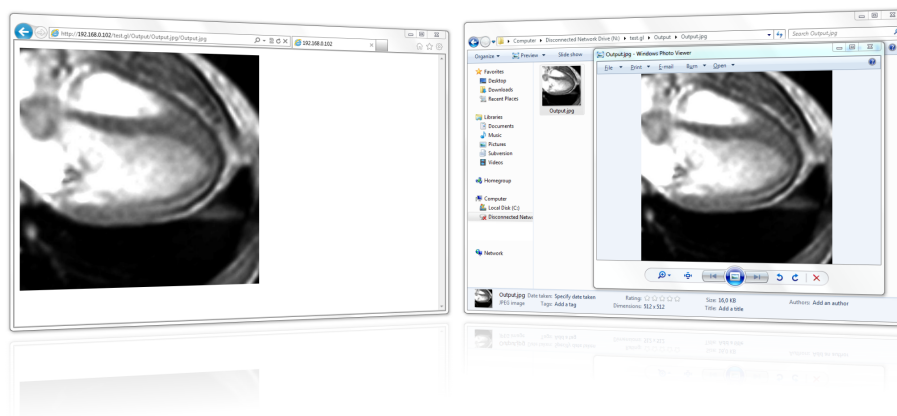 http://192.168.0.102/test.gl/Output/Output.jpg/Output.jpg
192.168.0.102
Computer ▸ Disconnected Network Drive (N:) ▸ test.gl ▸ Output ▸ Output.jpg
Search Output.jpg
Organize Preview Slide show
Output.jpg - Windows Photo Viewer
File Print E-mail Burn Open
Favorites
Desktop
Downloads
Recent Places
Libraries
Documents
Music
Pictures
Subversion
Videos
Homegroup
Computer
Local Disk (C:)
Disconnected Netwo
Network
Output.jpg
Output.jpg Date taken: Specify date taken Rating: Size: 16,0 KB Authors: Add an author
JPEG image Tags: Add a tag Dimensions: 512 x 512 Title: Add a title